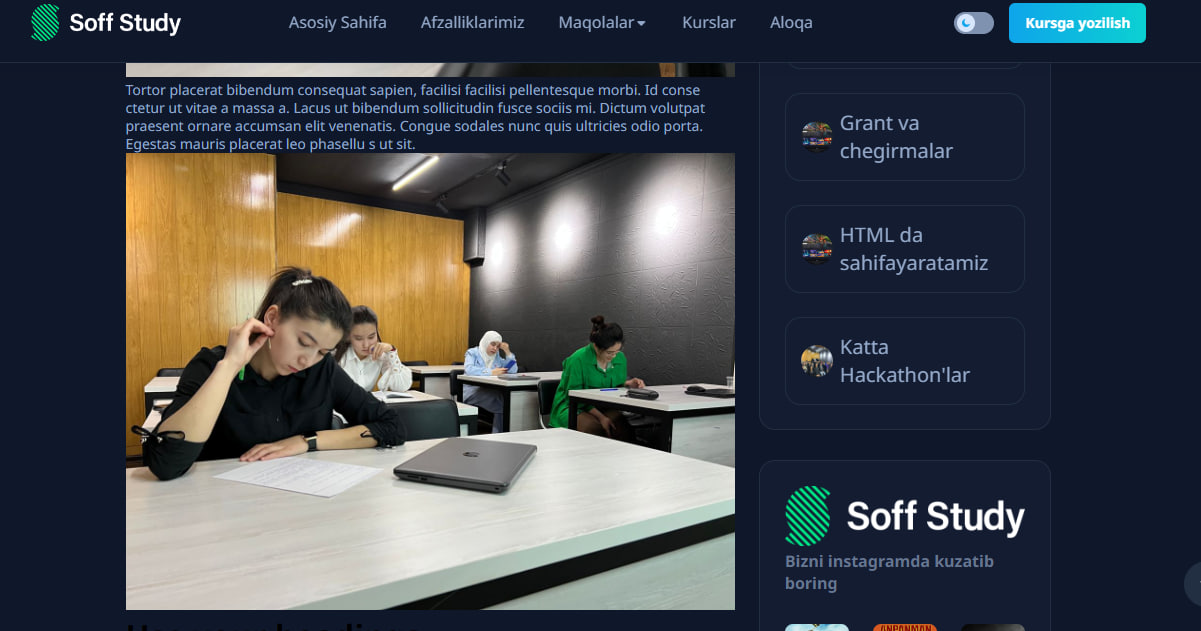 Soff Study
Asosiy Sahifa
Afzalliklarimiz
Maqolalar
Kurslar
Aloqa
Kursga yozilish
Tortor placerat bibendum consequat sapien, facilisi facilisi pellentesque morbi. Id conse
ctetur ut vitae a massa a. Lacus ut bibendum sollicitudin fusce sociis mi. Dictum volutpat
praesent ornare accumsan elit venenatis. Congue sodales nunc quis ultricies odio porta.
Egestas mauris placerat leo phasellu s ut sit.
Grant va
chegirmalar
HTML da
sahifayaratamiz
Katta
Hackathon'lar
Soff Study
Bizni instagramda kuzatib
boring